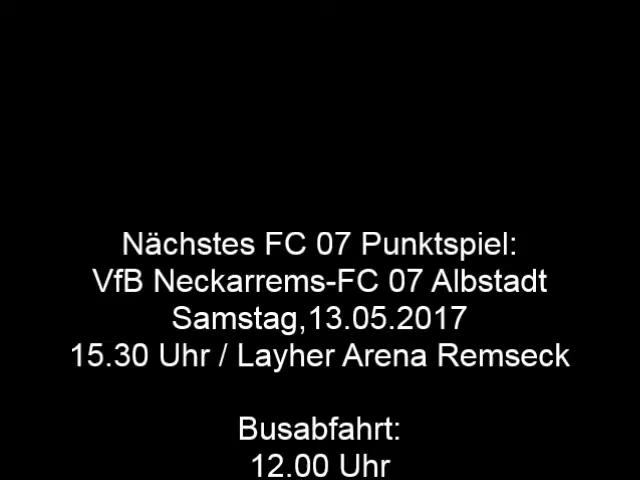 Nächstes FC 07 Punktspiel:
VfB Neckarrems-FC 07 Albstadt
Samstag,13.05.2017
15.30 Uhr / Layher Arena Remseck
Busabfahrt:
12.00 Uhr